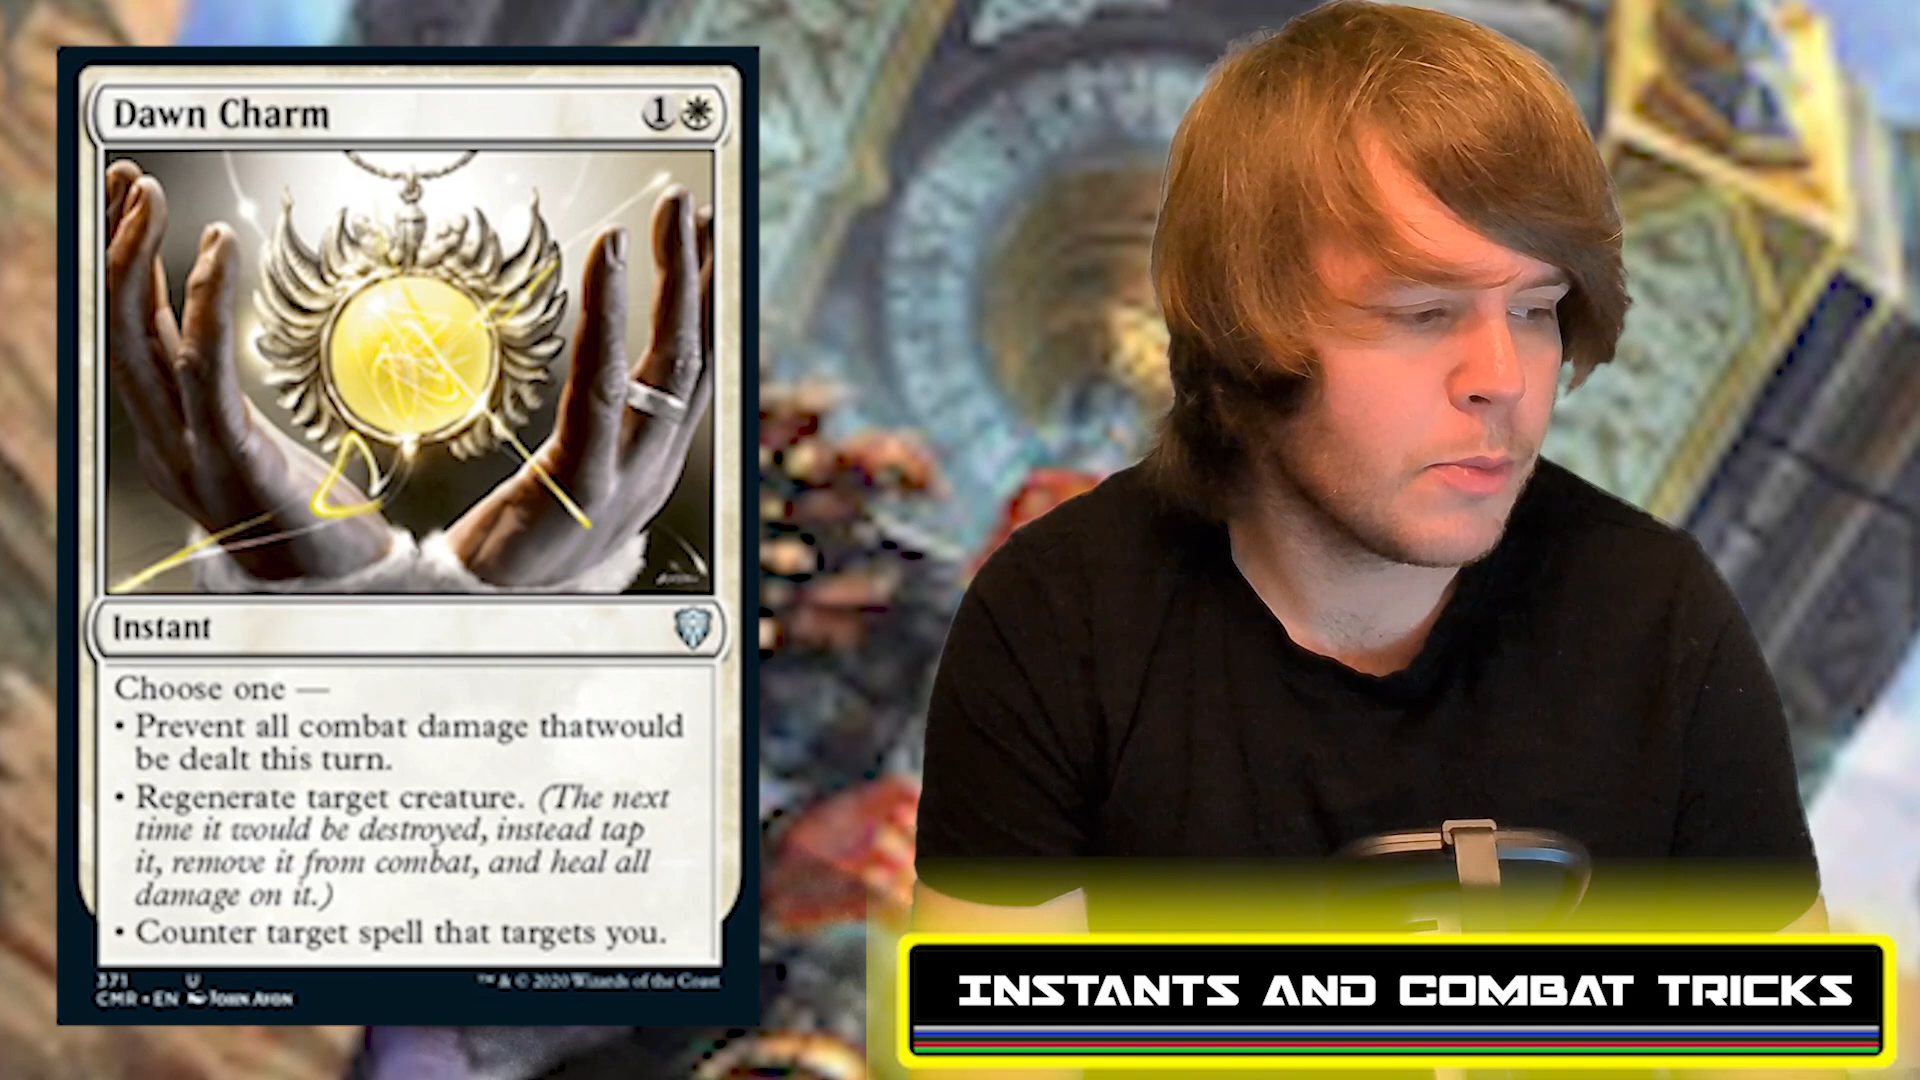 Dawn Charm 1
Instant
Choose one —
• Prevent all combat damage thatwould
be dealt this turn.
• Regenerate target creature. (The next
time it would be destroyed, instead tap
it, remove it from combat, and heal all
damage on it.)
• Counter target spell that targets you.
371 U
™ & © 2020 Wizards of the Coast
CMR • EN John Avon
INSTANTS AND COMBAT TRICKS